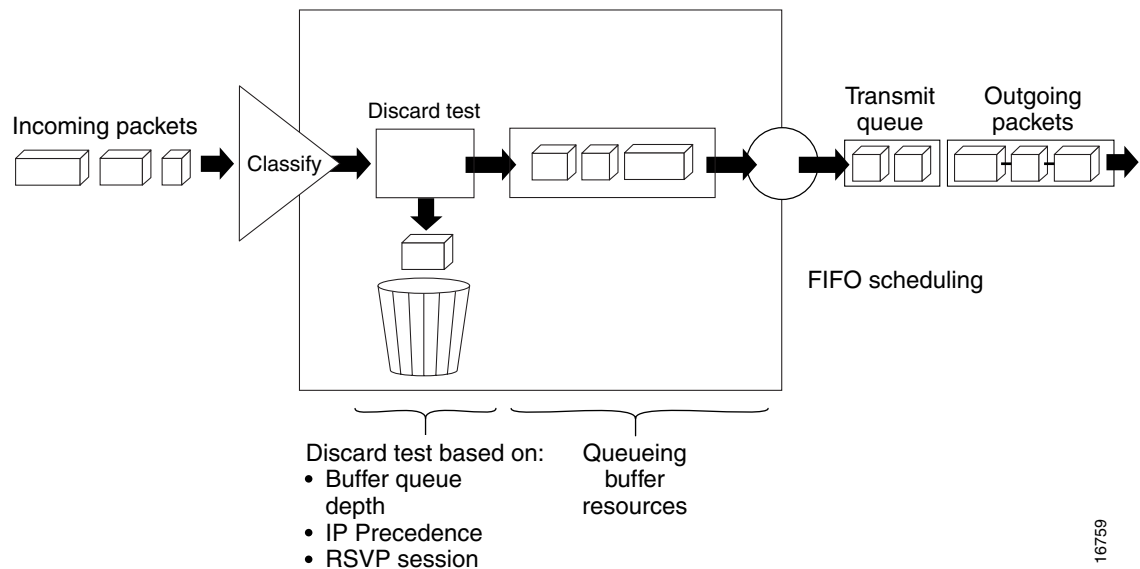 Incoming packets
Classify
Discard test
Transmit
queue
Outgoing
packets
FIFO scheduling
Discard test based on:
• Buffer queue
depth
• IP Precedence
• RSVP session
Queueing
buffer
resources
16759